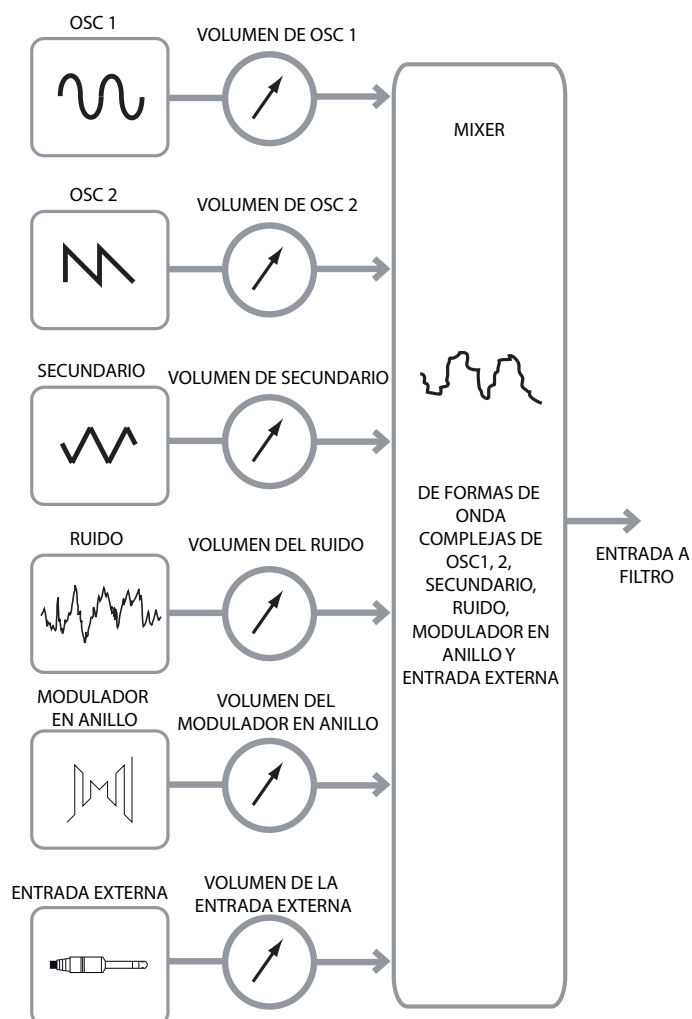 OSC 1
VOLUMEN DE OSC 1
MIXER
OSC 2
VOLUMEN DE OSC 2
SECUNDARIO
VOLUMEN DE SECUNDARIO
DE FORMAS DE
ONDA
COMPLEJAS DE
OSC1, 2,
SECUNDARIO,
RUIDO,
MODULADOR EN
ANILLO Y
ENTRADA EXTERNA
RUIDO
VOLUMEN DEL RUIDO
ENTRADA A
FILTRO
MODULADOR
EN ANILLO
VOLUMEN DEL
MODULADOR EN ANILLO
ENTRADA EXTERNA
VOLUMEN DE LA
ENTRADA EXTERNA